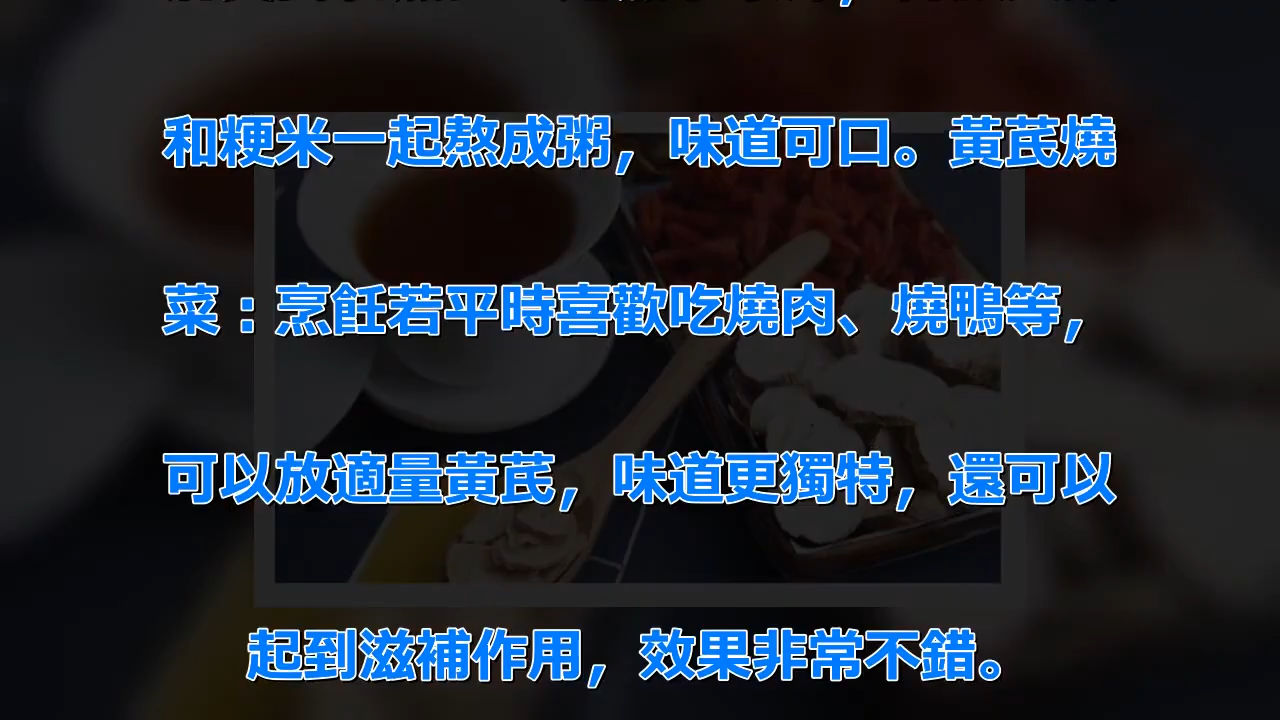 和粳米一起熬成粥，味道可口。黃芪燒
菜：烹飪若平時喜歡吃燒肉、燒鴨等，
可以放適量黃芪，味道更獨特，還可以
起到滋補作用，效果非常不錯。